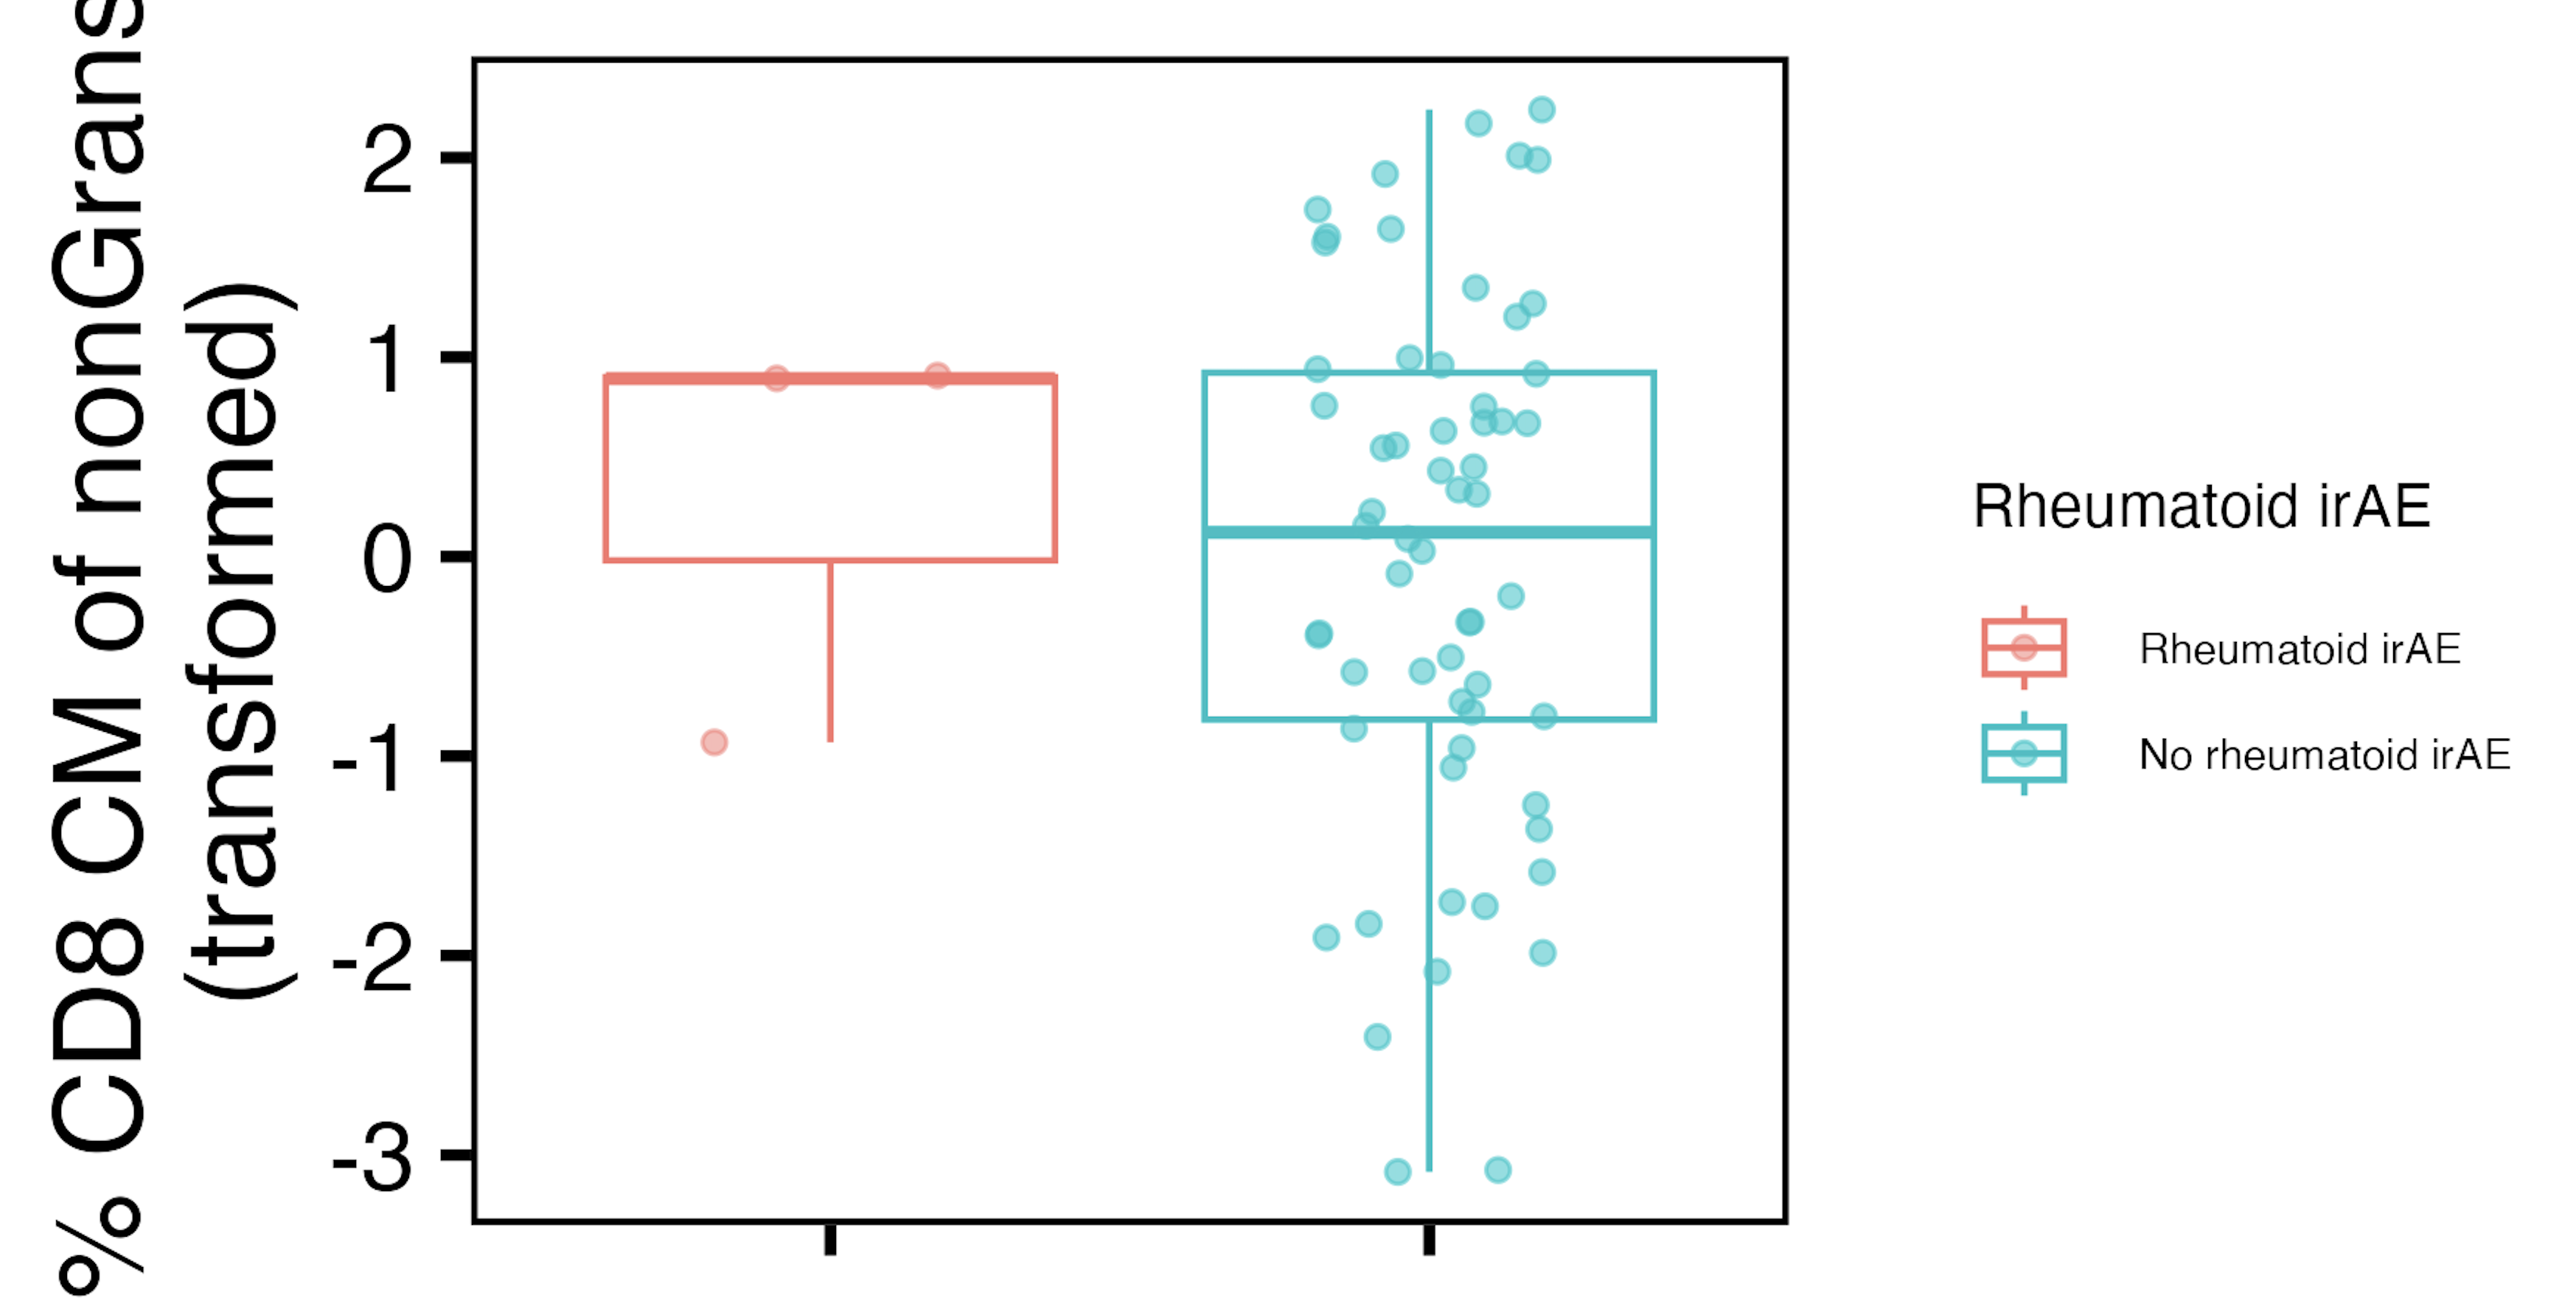 % CD8 CM of nonGrans
(transformed)
2
1
0
-1
-2
-3
Rheumatoid irAE
Rheumatoid irAE
No rheumatoid irAE